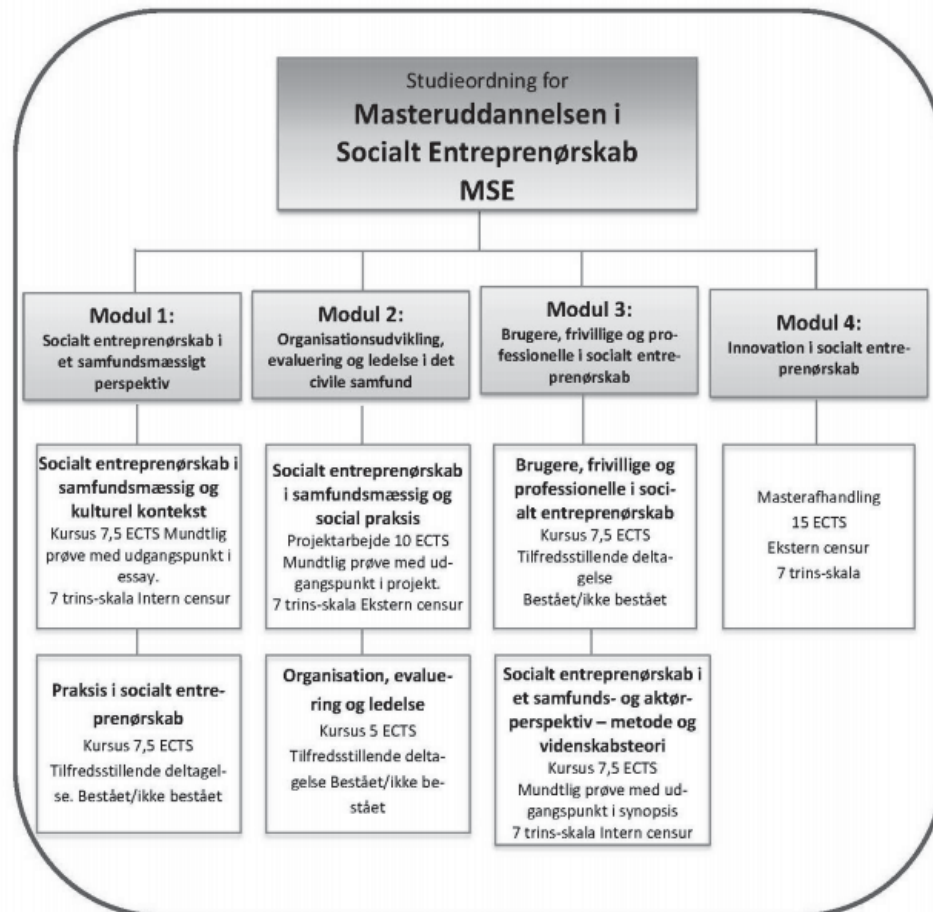 Studieordning for
Masteruddannelsen i
Socialt Entreprenørskab
MSE
Modul 1:
Socialt entreprenørskab i
et samfundsmæssigt
perspektiv
Modul 2:
Organisationsudvikling,
evaluering og ledelse i det
civile samfund
Modul 3:
Brugere, frivillige og pro-
fessionelle i socialt entre-
prenørskab
Modul 4:
Innovation i socialt entre-
prenørskab
Socialt entreprenørskab i
samfundsmæssig og
kulturel kontekst
Kursus 7,5 ECTS Mundtlig
prøve med udgangspunkt i
essay.
7 trins-skala Intern censur
Socialt entreprenørskab
i samfundsmæssig og
social praksis
Projektarbejde 10 ECTS
Mundtlig prøve med ud-
gangspunkt i projekt.
7 trins-skala Ekstern censur
Brugere, frivillige og
professionelle i soci-
alt entreprenørskab
Kursus 7,5 ECTS
Tilfredsstillende delta-
gelse
Bestået/ikke bestået
Masterafhandling
15 ECTS
Ekstern censur
7 trins-skala
Praksis i socialt entre-
prenørskab
Kursus 7,5 ECTS
Tilfredsstillende deltagel-
se. Bestået/ikke bestået
Organisation, evalue-
ring og ledelse
Kursus 5 ECTS
Tilfredsstillende delta-
gelse Bestået/ikke be-
stået
Socialt entreprenørskab i
et samfunds- og aktør-
perspektiv – metode og
videnskabsteori
Kursus 7,5 ECTS
Mundtlig prøve med ud-
gangspunkt i synopsis
7 trins-skala Intern censur